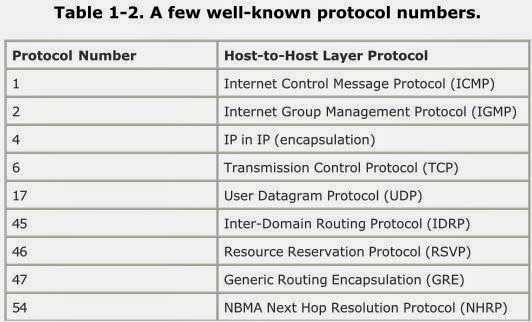 Table 1-2. A few well-known protocol numbers.
Protocol Number Host-to-Host Layer Protocol
1 Internet Control Message Protocol (ICMP)
2 Internet Group Management Protocol (IGMP)
4 IP in IP (encapsulation)
6 Transmission Control Protocol (TCP)
17 User Datagram Protocol (UDP)
45 Inter-Domain Routing Protocol (IDRP)
46 Resource Reservation Protocol (RSVP)
47 Generic Routing Encapsulation (GRE)
54 NBMA Next Hop Resolution Protocol (NHRP)